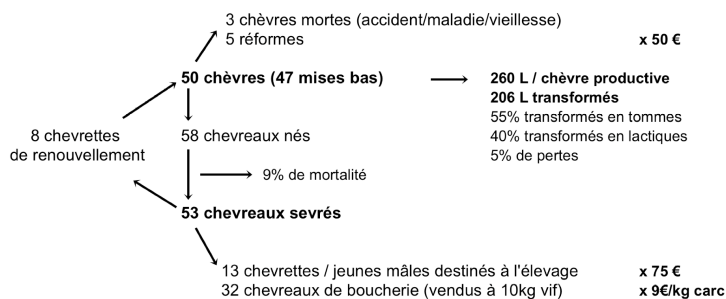 3 chèvres mortes (accident/maladie/vieillesse)
5 réformes x 50 €
50 chèvres (47 mises bas)
260 L / chèvre productive
206 L transformés
55% transformés en tommes
40% transformés en lactiques
5% de pertes
8 chevrettes
de renouvellement
58 chevreaux nés
9% de mortalité
53 chevreaux sevrés
13 chevrettes / jeunes mâles destinés à l'élevage x 75 €
32 chevreaux de boucherie (vendus à 10kg vif) x 9€/kg carc